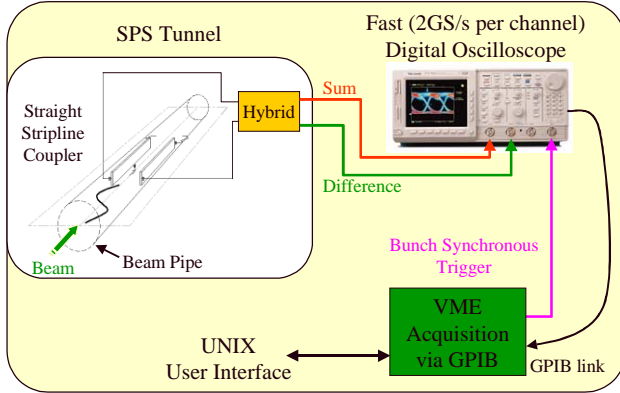 SPS Tunnel
Fast (2GS/s per channel)
Digital Oscilloscope
Straight
Stripline
Coupler
Hybrid
Sum
Difference
Beam
Beam Pipe
Bunch Synchronous
Trigger
VME
Acquisition
via GPIB
UNIX
User Interface
GPIB link